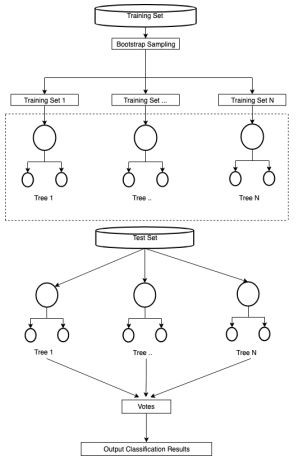 Training Set
Bootstrap Sampling
Training Set 1
Training Set ...
Training Set N
Tree 1
Tree ..
Tree N
Test Set
Tree 1
Tree ..
Tree N
Votes
Output Classification Results